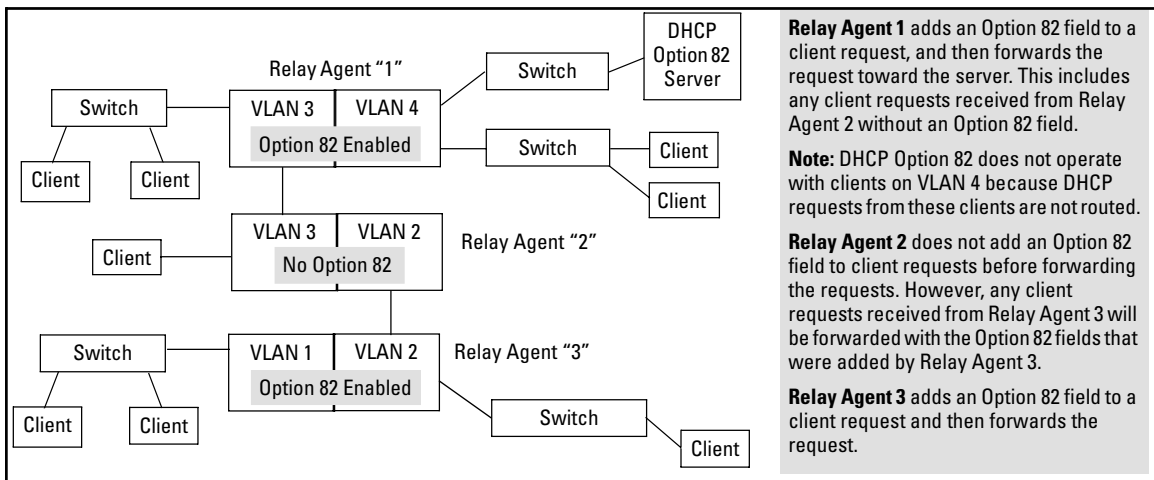 DHCP
Option 82
Server
Relay Agent “1”
Switch
Switch
VLAN 3
VLAN 4
Option 82 Enabled
Switch
Client
Client
Client
Client
VLAN 3
VLAN 2
Relay Agent “2”
Client
No Option 82
Switch
VLAN 1
VLAN 2
Relay Agent “3”
Option 82 Enabled
Client
Client
Switch
Client
Relay Agent 1 adds an Option 82 field to a
client request, and then forwards the
request toward the server. This includes
any client requests received from Relay
Agent 2 without an Option 82 field.
Note: DHCP Option 82 does not operate
with clients on VLAN 4 because DHCP
requests from these clients are not routed.
Relay Agent 2 does not add an Option 82
field to client requests before forwarding
the requests. However, any client
requests received from Relay Agent 3 will
be forwarded with the Option 82 fields that
were added by Relay Agent 3.
Relay Agent 3 adds an Option 82 field to a
client request and then forwards the
request.